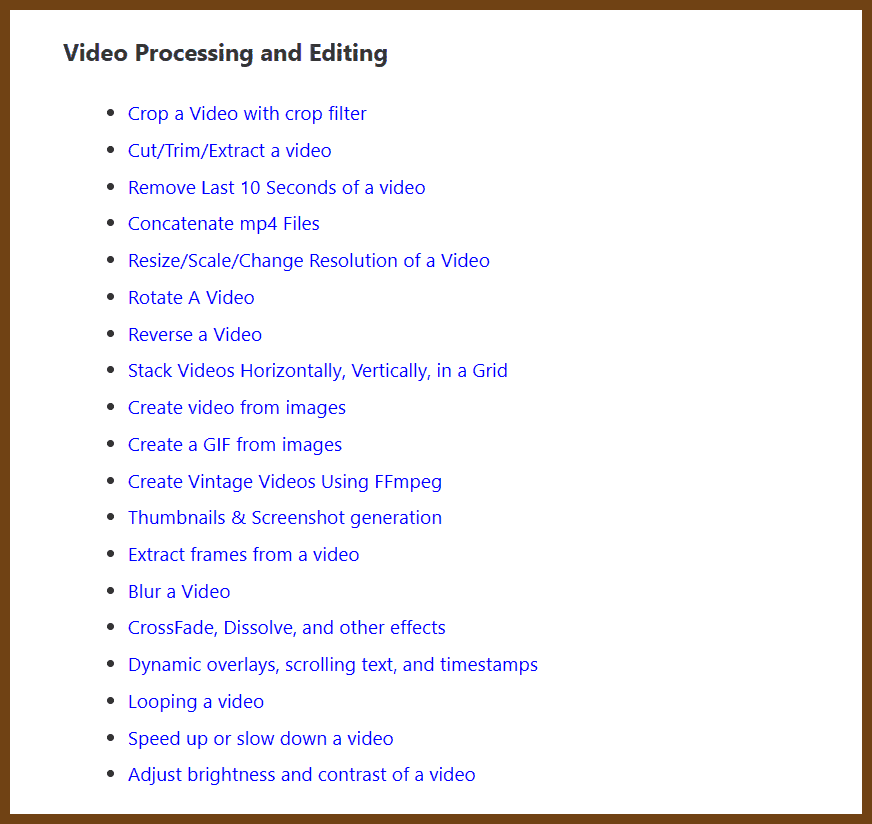 Video Processing and Editing
Crop a Video with crop filter
Cut/Trim/Extract a video
Remove Last 10 Seconds of a video
Concatenate mp4 Files
Resize/Scale/Change Resolution of a Video
Rotate A Video
Reverse a Video
Stack Videos Horizontally, Vertically, in a Grid
Create video from images
Create a GIF from images
Create Vintage Videos Using FFmpeg
Thumbnails & Screenshot generation
Extract frames from a video
Blur a Video
CrossFade, Dissolve, and other effects
Dynamic overlays, scrolling text, and timestamps
Looping a video
Speed up or slow down a video
Adjust brightness and contrast of a video